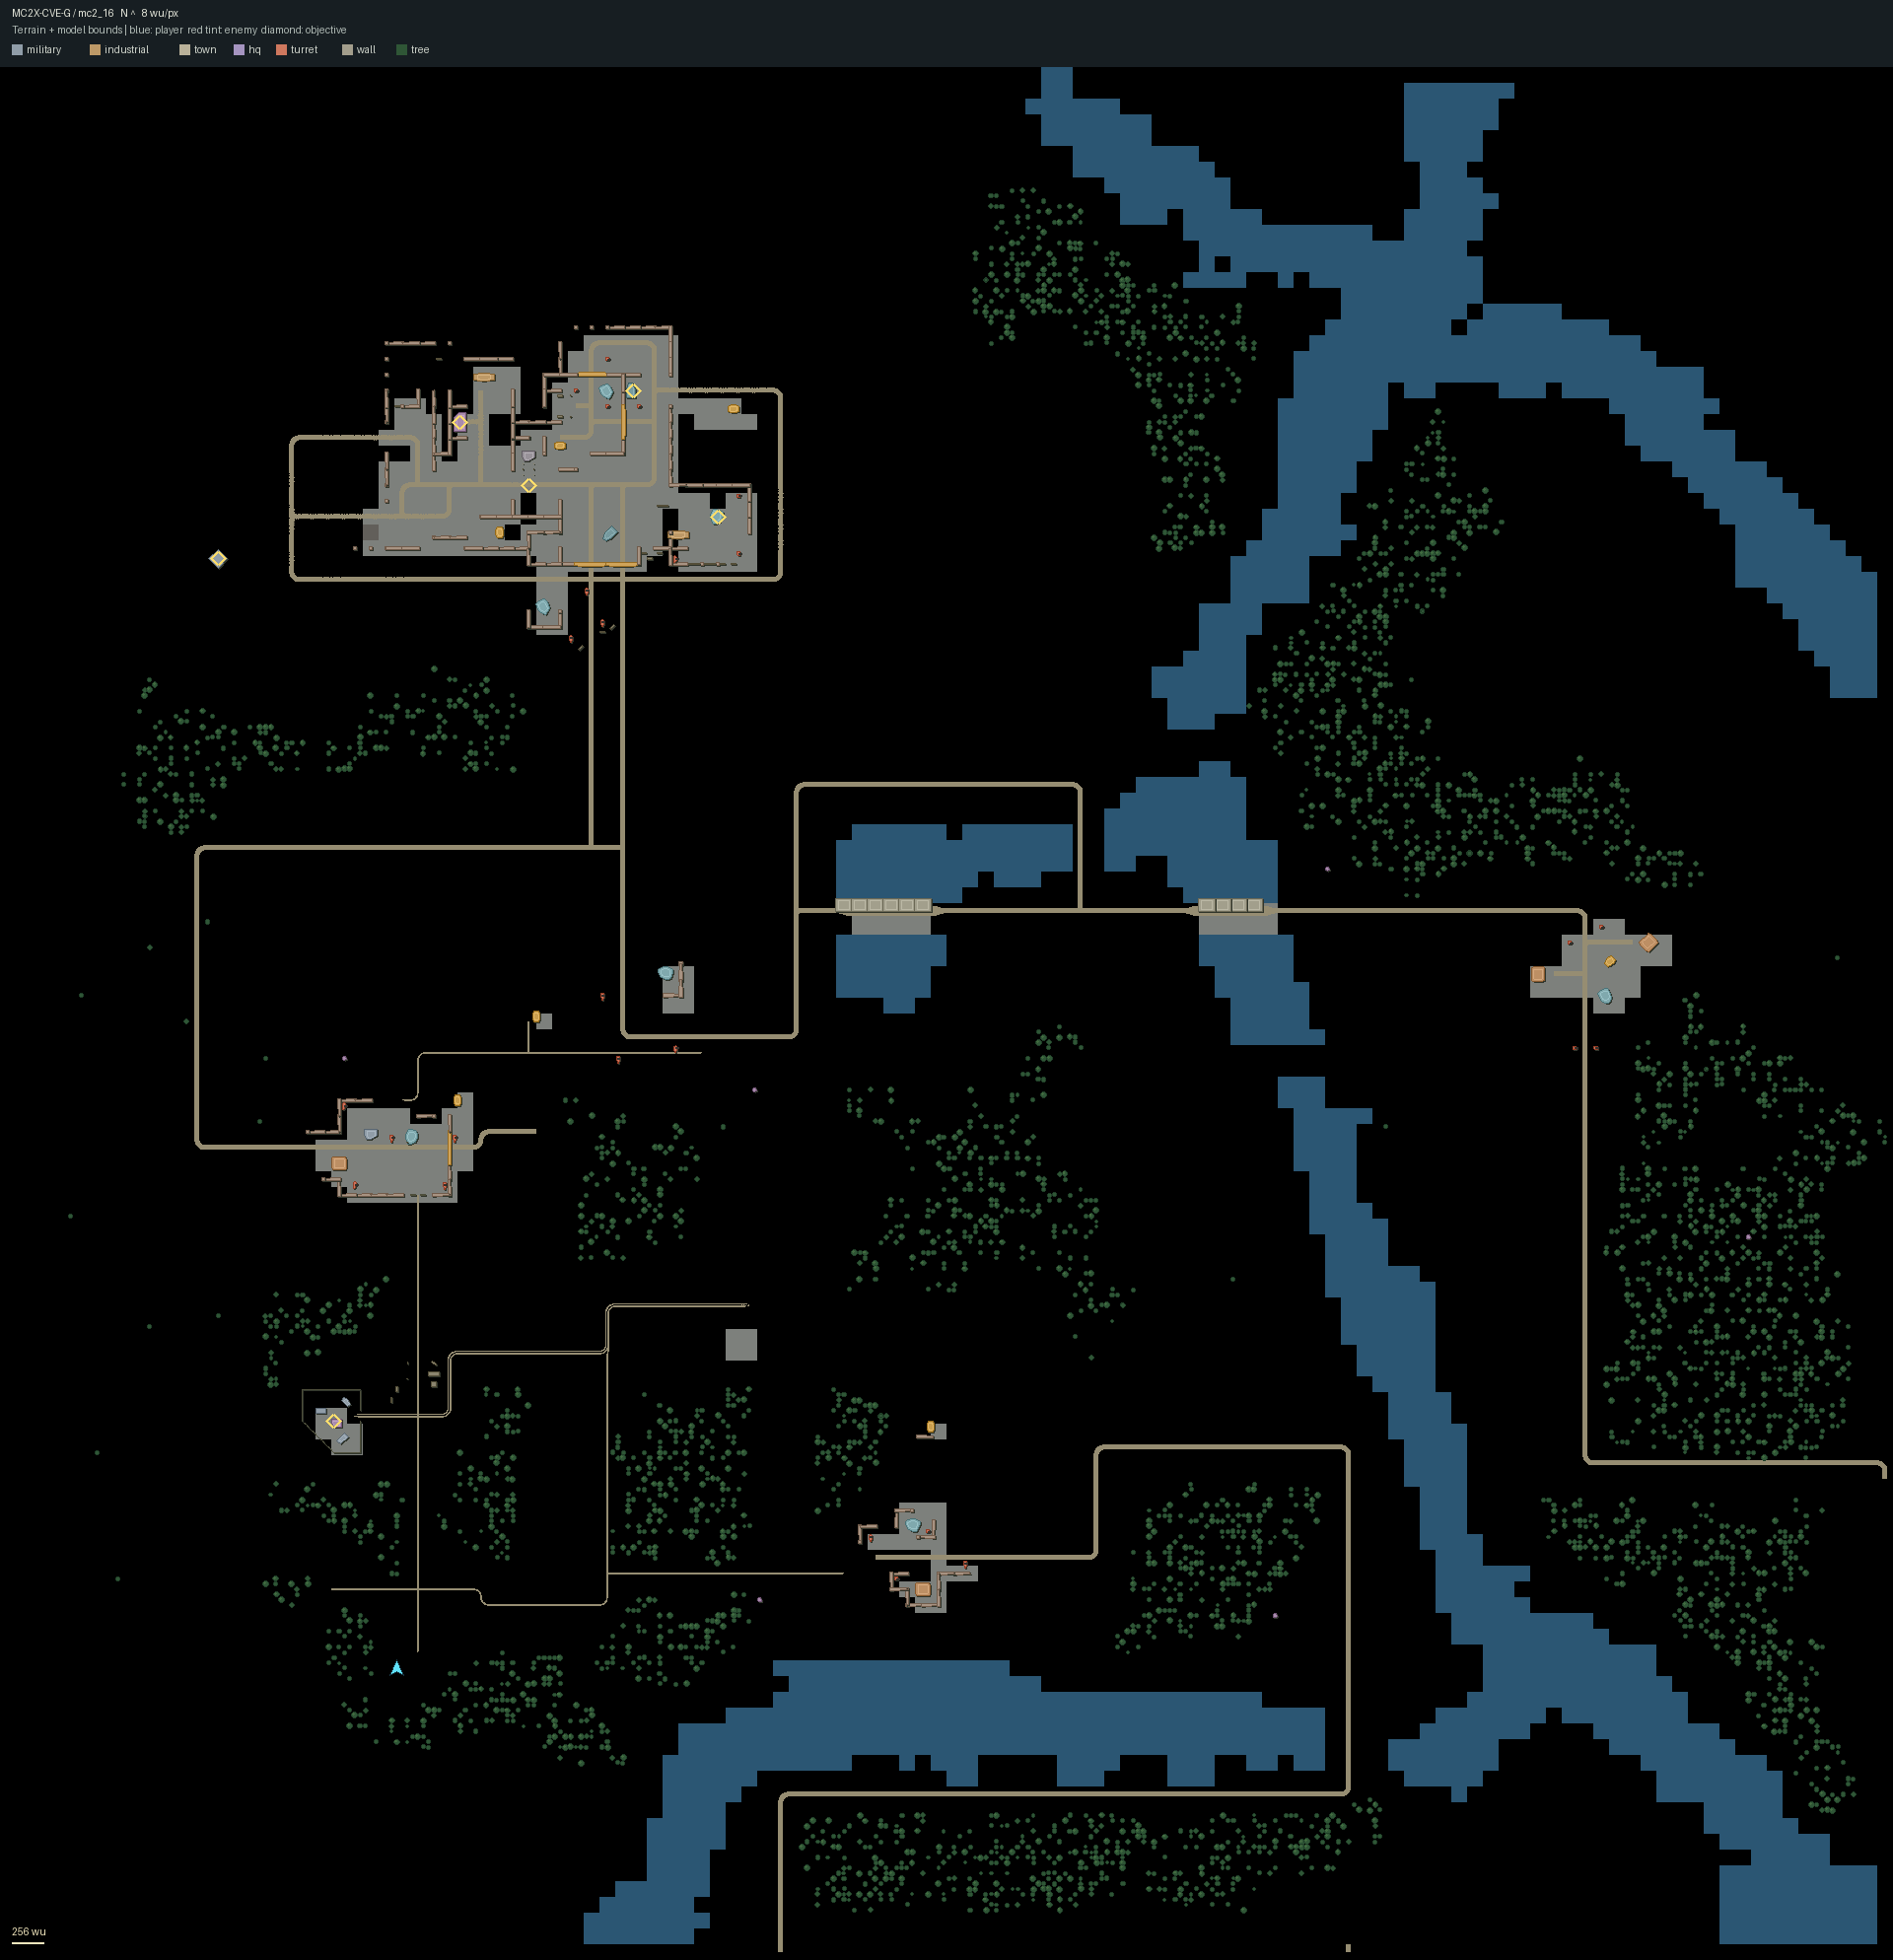 MC2X-CVE-G / mc2_16 N ^ 8 wu/px
Terrain + model bounds | blue: player red tint: enemy diamond: objective
military industrial town hq turret wall tree
256 wu